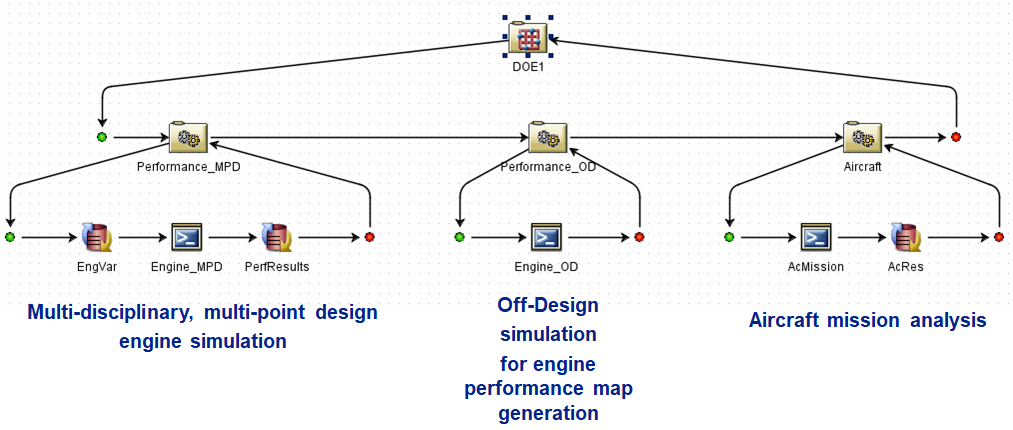 DOE1
Performance_MPD
Performance_OD
Aircraft
EngVar
Engine_MPD
PerfResults
Engine_OD
AcMission
AcRes
Multi-disciplinary, multi-point design
engine simulation
Off-Design
simulation
for engine
performance map
generation
Aircraft mission analysis